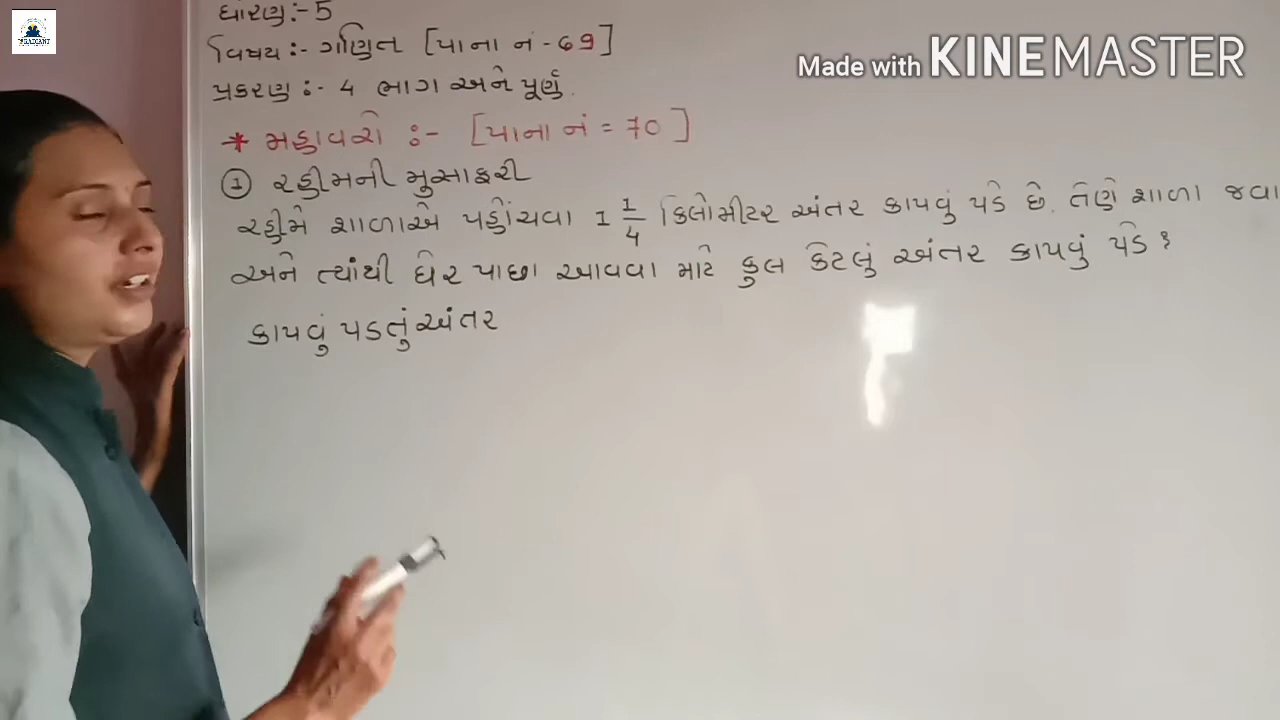 ધોરણ:- 5
વિષય:- ગણિત [પાના નં - 69]
પ્રકરણ:- 4 ભાગ અને પૂર્ણ.
* મહાવરો :- [પાના નં = 70]
① રહીમની મુસાફરી
રહીમે શાળાએ પહોંચવા 1 1/4 કિલોમીટર અંતર કાપવું પડે છે. તેણે શાળા જવા
અને ત્યાંથી ઘેર પાછા આવવા માટે કુલ કેટલું અંતર કાપવું પડે ?
કાપવું પડતું અંતર
Made with KINEMASTER